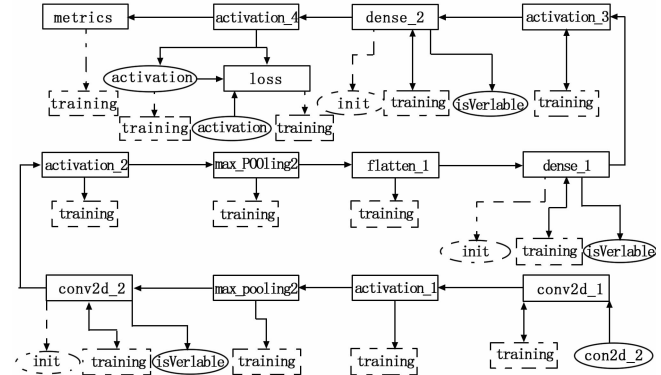 metrics
activation_4
dense_2
activation_3
activation
loss
training
training
activation
training
init
training
isVerlable
training
activation_2
max_POOling2
flatten_1
dense_1
training
training
training
init
training
isVerlable
conv2d_2
max_pooling2
activation_1
conv2d_1
init
training
isVerlable
training
training
training
con2d_2